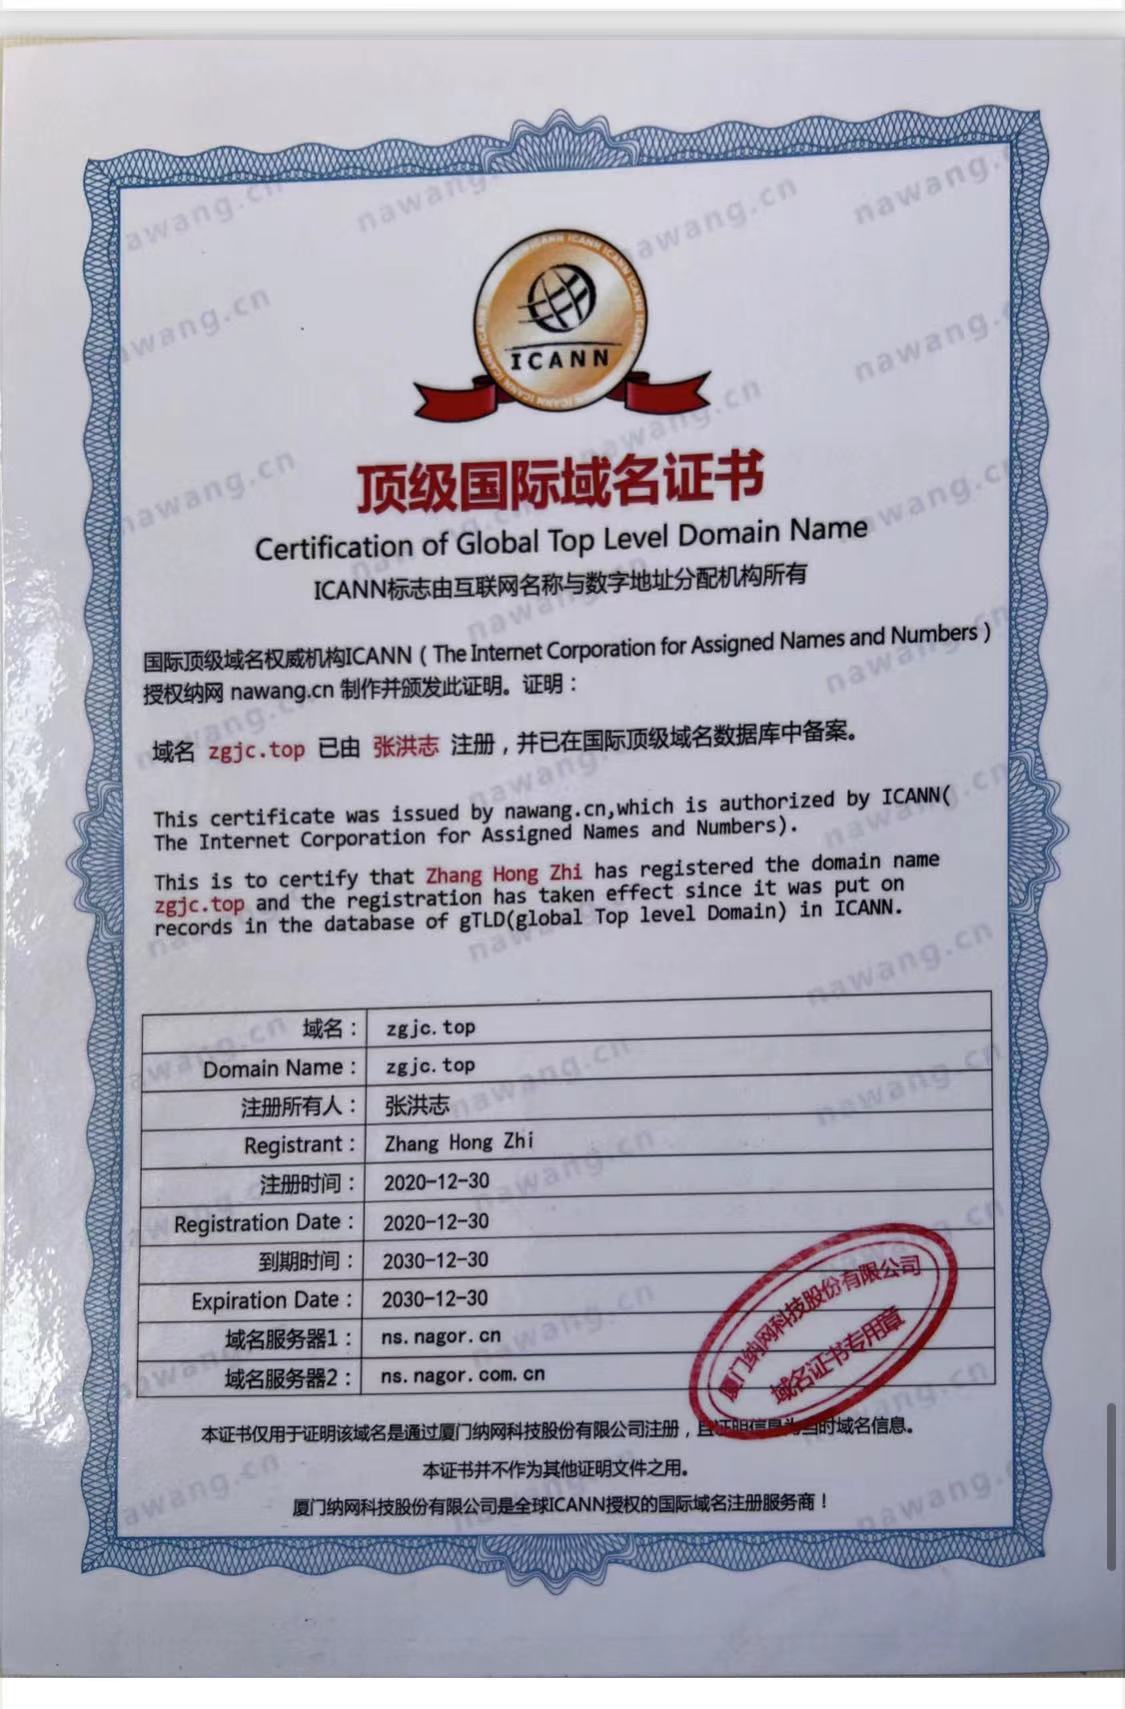 ICANN
顶级国际域名证书
Certification of Global Top Level Domain Name
ICANN标志由互联网名称与数字地址分配机构所有
国际顶级域名权威机构ICANN（The Internet Corporation for Assigned Names and Numbers）
授权纳网 nawang.cn 制作并颁发此证明。证明：
域名 zgjc.top 已由 张洪志 注册，并已在国际顶级域名数据库中备案。
This certificate was issued by nawang.cn,which is authorized by ICANN(
The Internet Corporation for Assigned Names and Numbers).
This is to certify that Zhang Hong Zhi has registered the domain name
zgjc.top and the registration has taken effect since it was put on
records in the database of gTLD(global Top level Domain) in ICANN.
域名： zgjc.top
Domain Name： zgjc.top
注册所有人： 张洪志
Registrant： Zhang Hong Zhi
注册时间： 2020-12-30
Registration Date： 2020-12-30
到期时间： 2030-12-30
Expiration Date： 2030-12-30
域名服务器1： ns.nagor.cn
域名服务器2： ns.nagor.com.cn
厦门纳网科技股份有限公司
域名证书专用章
本证书仅用于证明该域名是通过厦门纳网科技股份有限公司注册，且证明信息为当时域名信息。
本证书并不作为其他证明文件之用。
厦门纳网科技股份有限公司是全球ICANN授权的国际域名注册服务商！